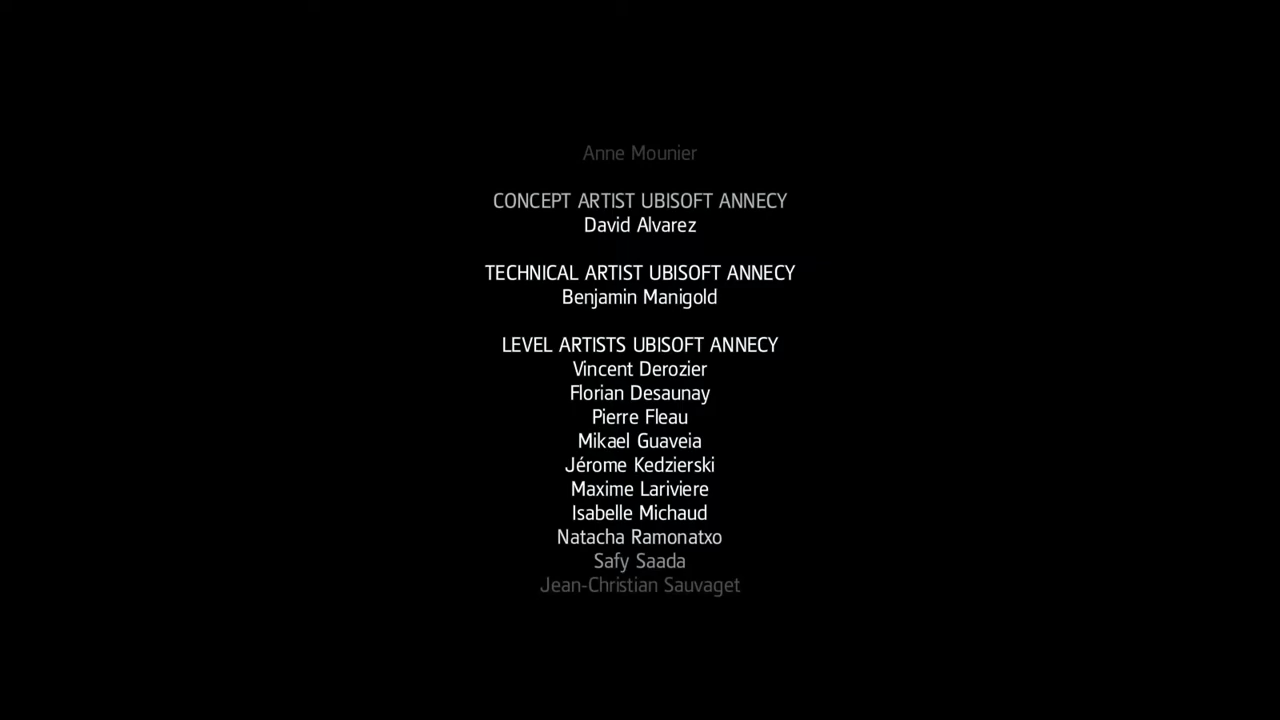 Anne Mounier
CONCEPT ARTIST UBISOFT ANNECY
David Alvarez
TECHNICAL ARTIST UBISOFT ANNECY
Benjamin Manigold
LEVEL ARTISTS UBISOFT ANNECY
Vincent Derozier
Florian Desaunay
Pierre Fleau
Mikael Guaveia
Jérome Kedzierski
Maxime Lariviere
Isabelle Michaud
Natacha Ramonatxo
Safy Saada
Jean-Christian Sauvaget